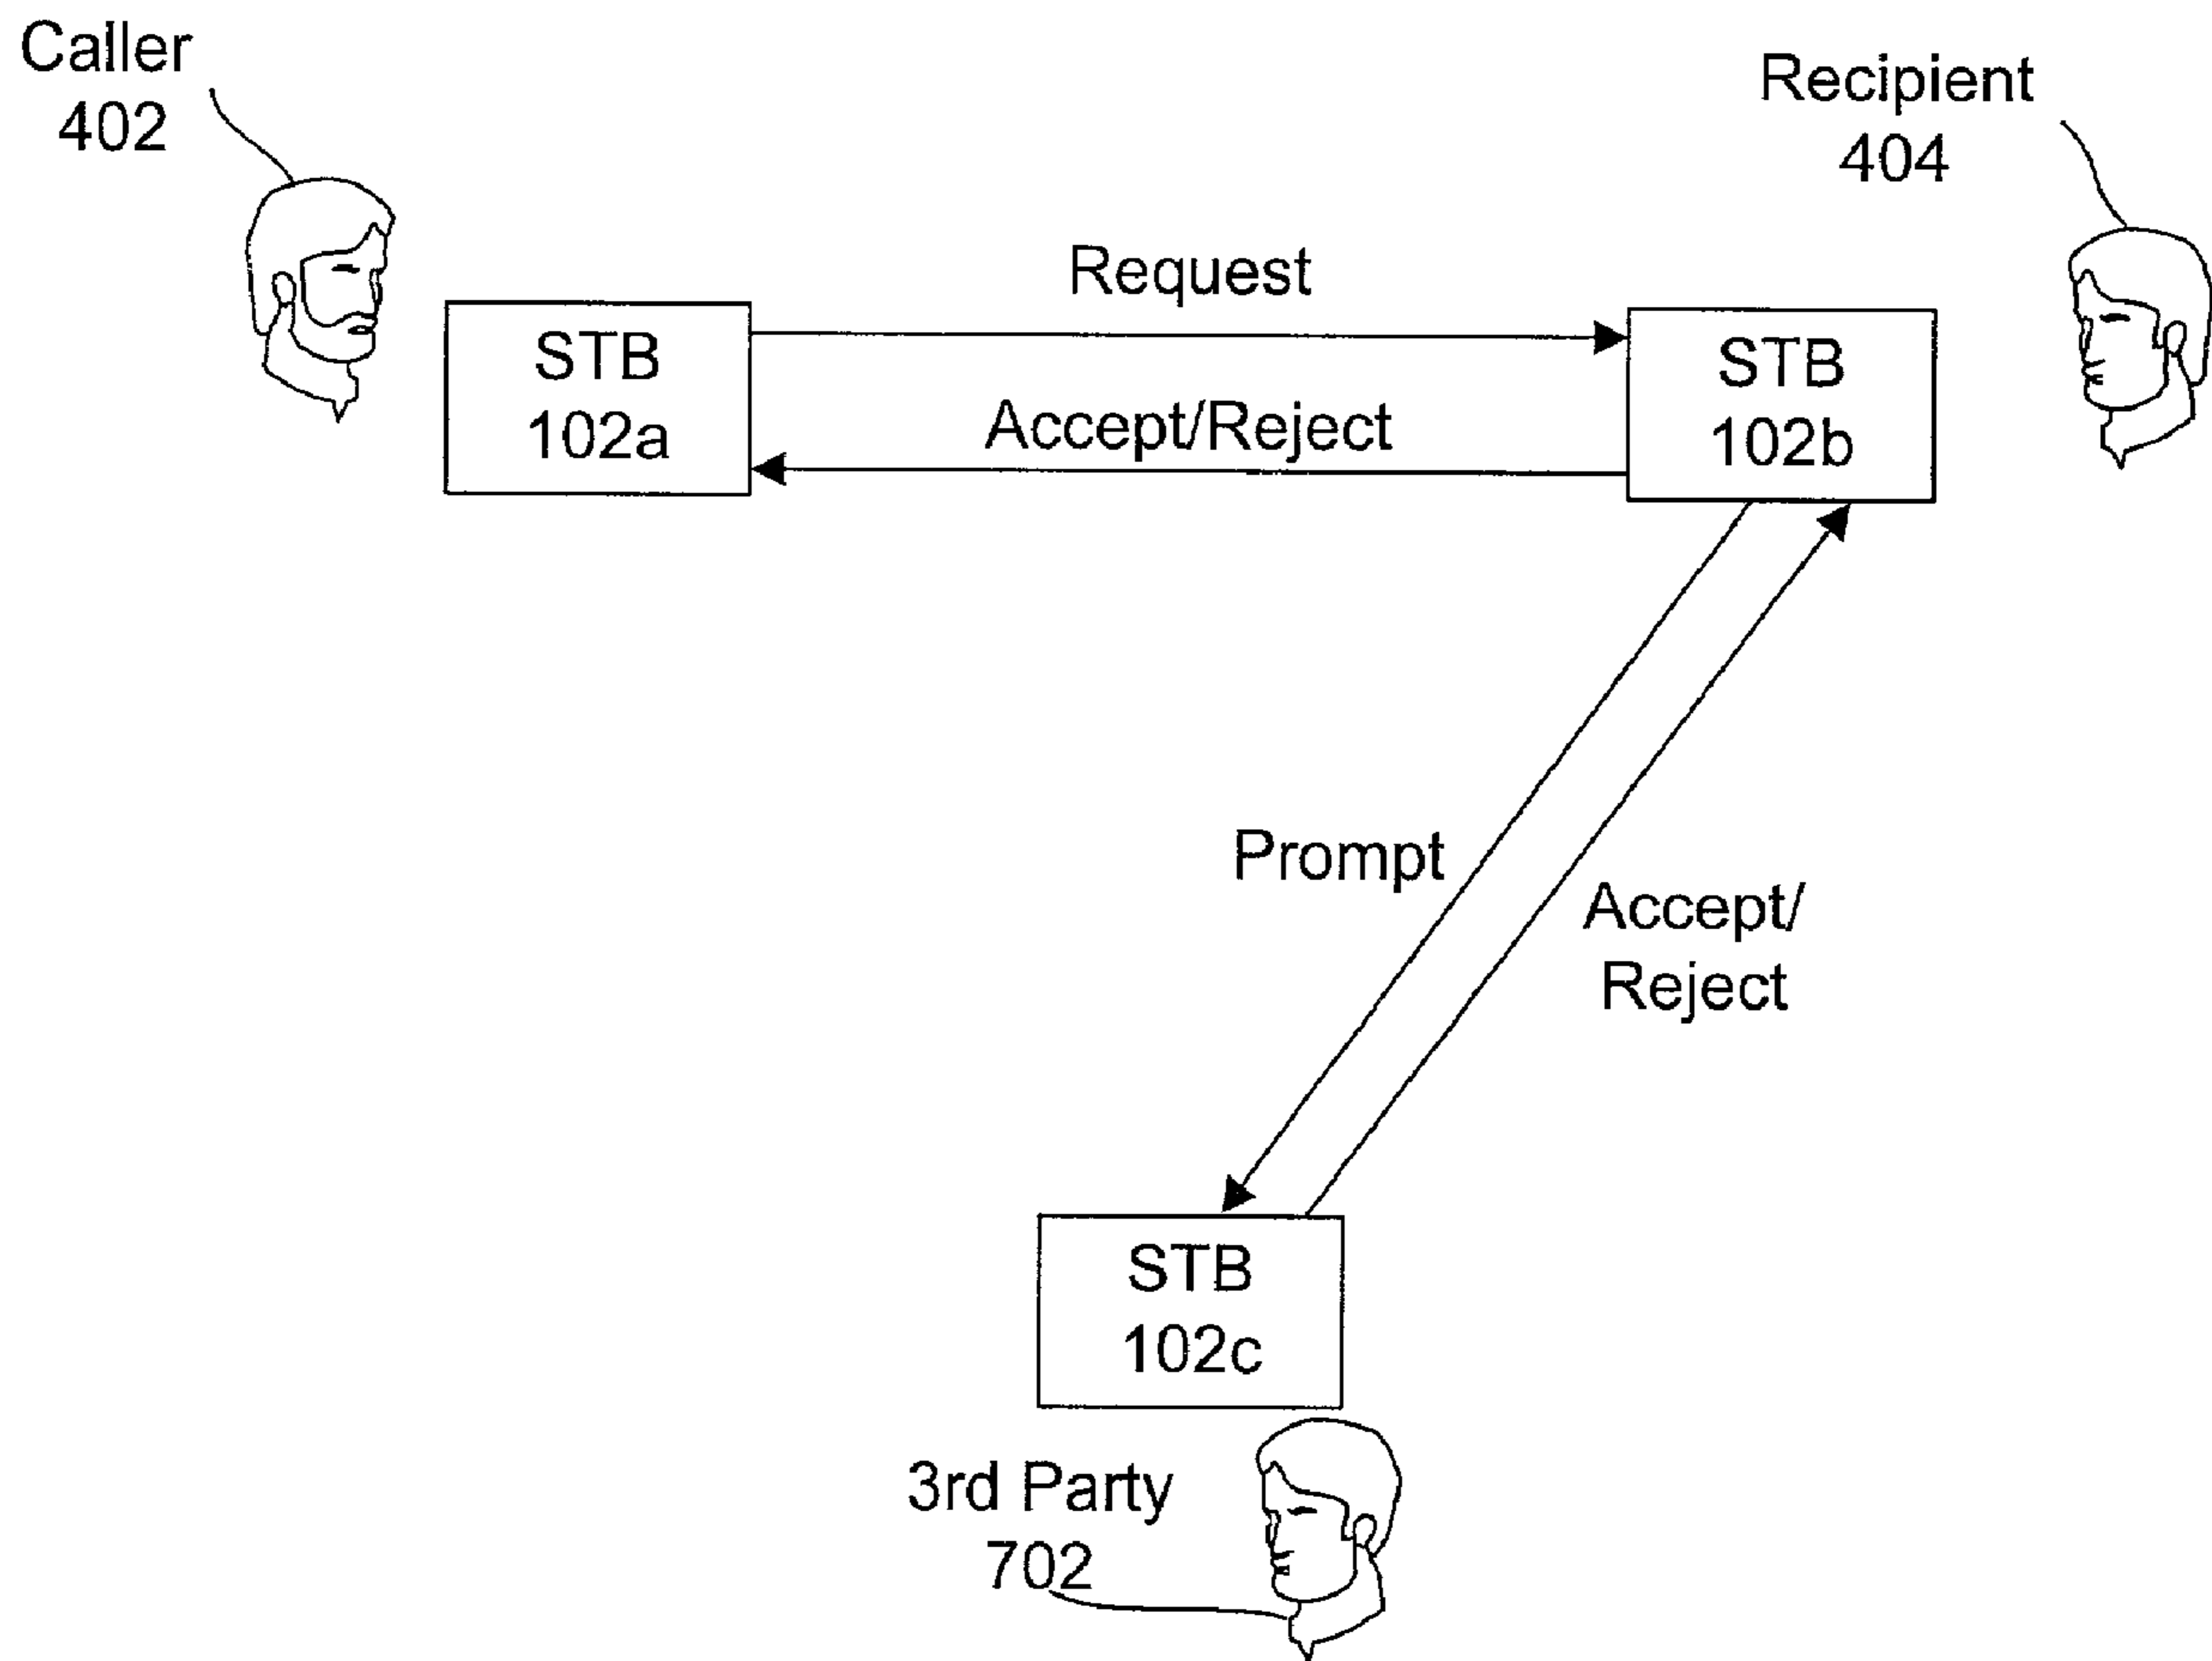 Caller
402
Recipient
404
Request
STB
102a
Accept/Reject
STB
102b
Prompt
Accept/
Reject
STB
102c
3rd Party
702